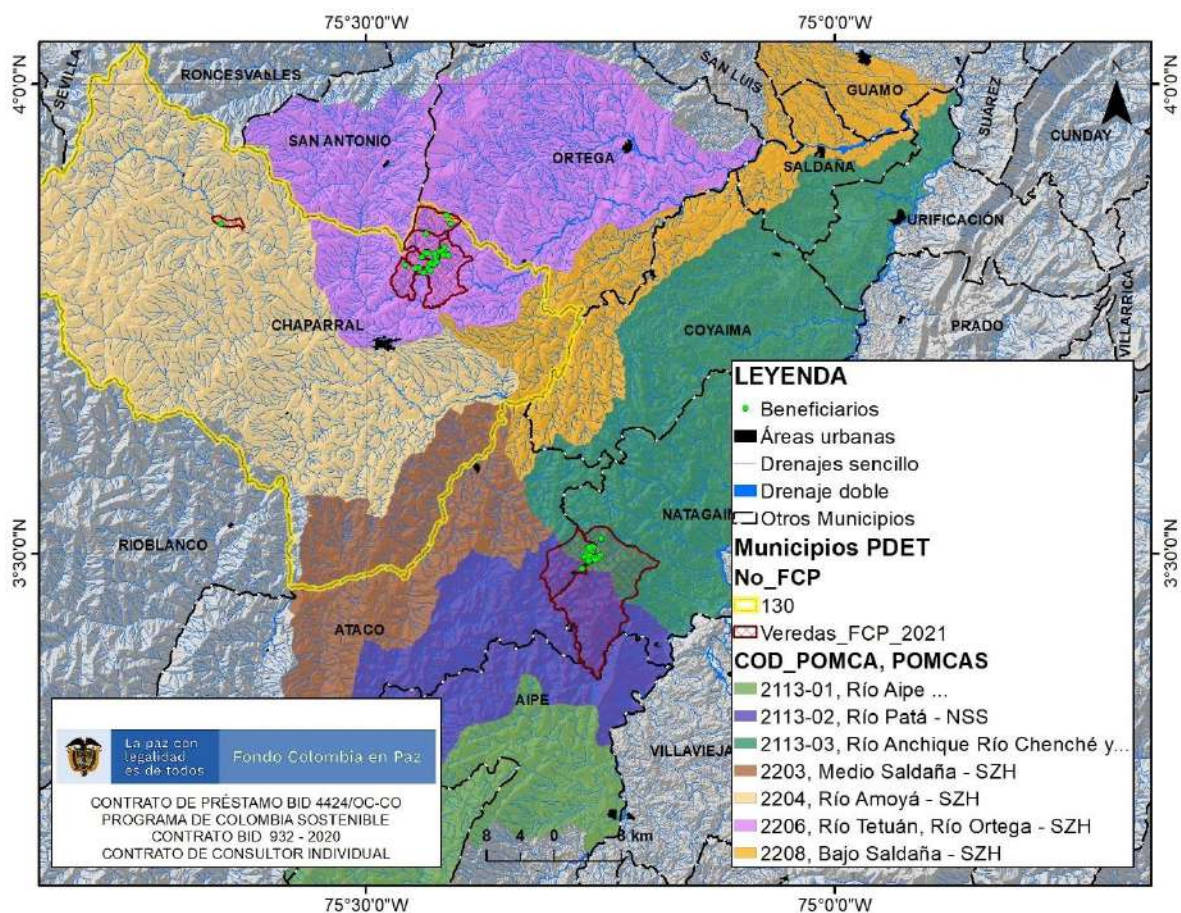 75°30'0"W
75°0'0"W
4°0'0"N
4°0'0"N
SEVILLA
RONCESVALLES
SAN LUIS
GUAMO
SUÁREZ
N
CUNDAY
SAN ANTONIO
ORTEGA
SALDAÑA
PURIFICACIÓN
CHAPARRAL
COYAIMA
PRADO
VILLARRICA
RIOBLANCO
NATAGAIM
3°30'0"N
3°30'0"N
ATACO
AIPE
VILLAVIEJA
LEYENDA
Beneficiarios
Áreas urbanas
Drenajes sencillo
Drenaje doble
Otros Municipios
Municipios PDET
No_FCP
130
Veredas_FCP_2021
COD_POMCA, POMCAS
2113-01, Río Aipe ...
2113-02, Río Patá - NSS
2113-03, Río Anchique Río Chenché y...
2203, Medio Saldaña - SZH
2204, Río Amoyá - SZH
2206, Río Tetuán, Río Ortega - SZH
2208, Bajo Saldaña - SZH
La paz con
legalidad
es de todos
Fondo Colombia en Paz
CONTRATO DE PRÉSTAMO BID 4424/OC-CO
PROGRAMA DE COLOMBIA SOSTENIBLE
CONTRATO BID 932 - 2020
CONTRATO DE CONSULTOR INDIVIDUAL
8 4 0 8 km
75°30'0"W
75°0'0"W